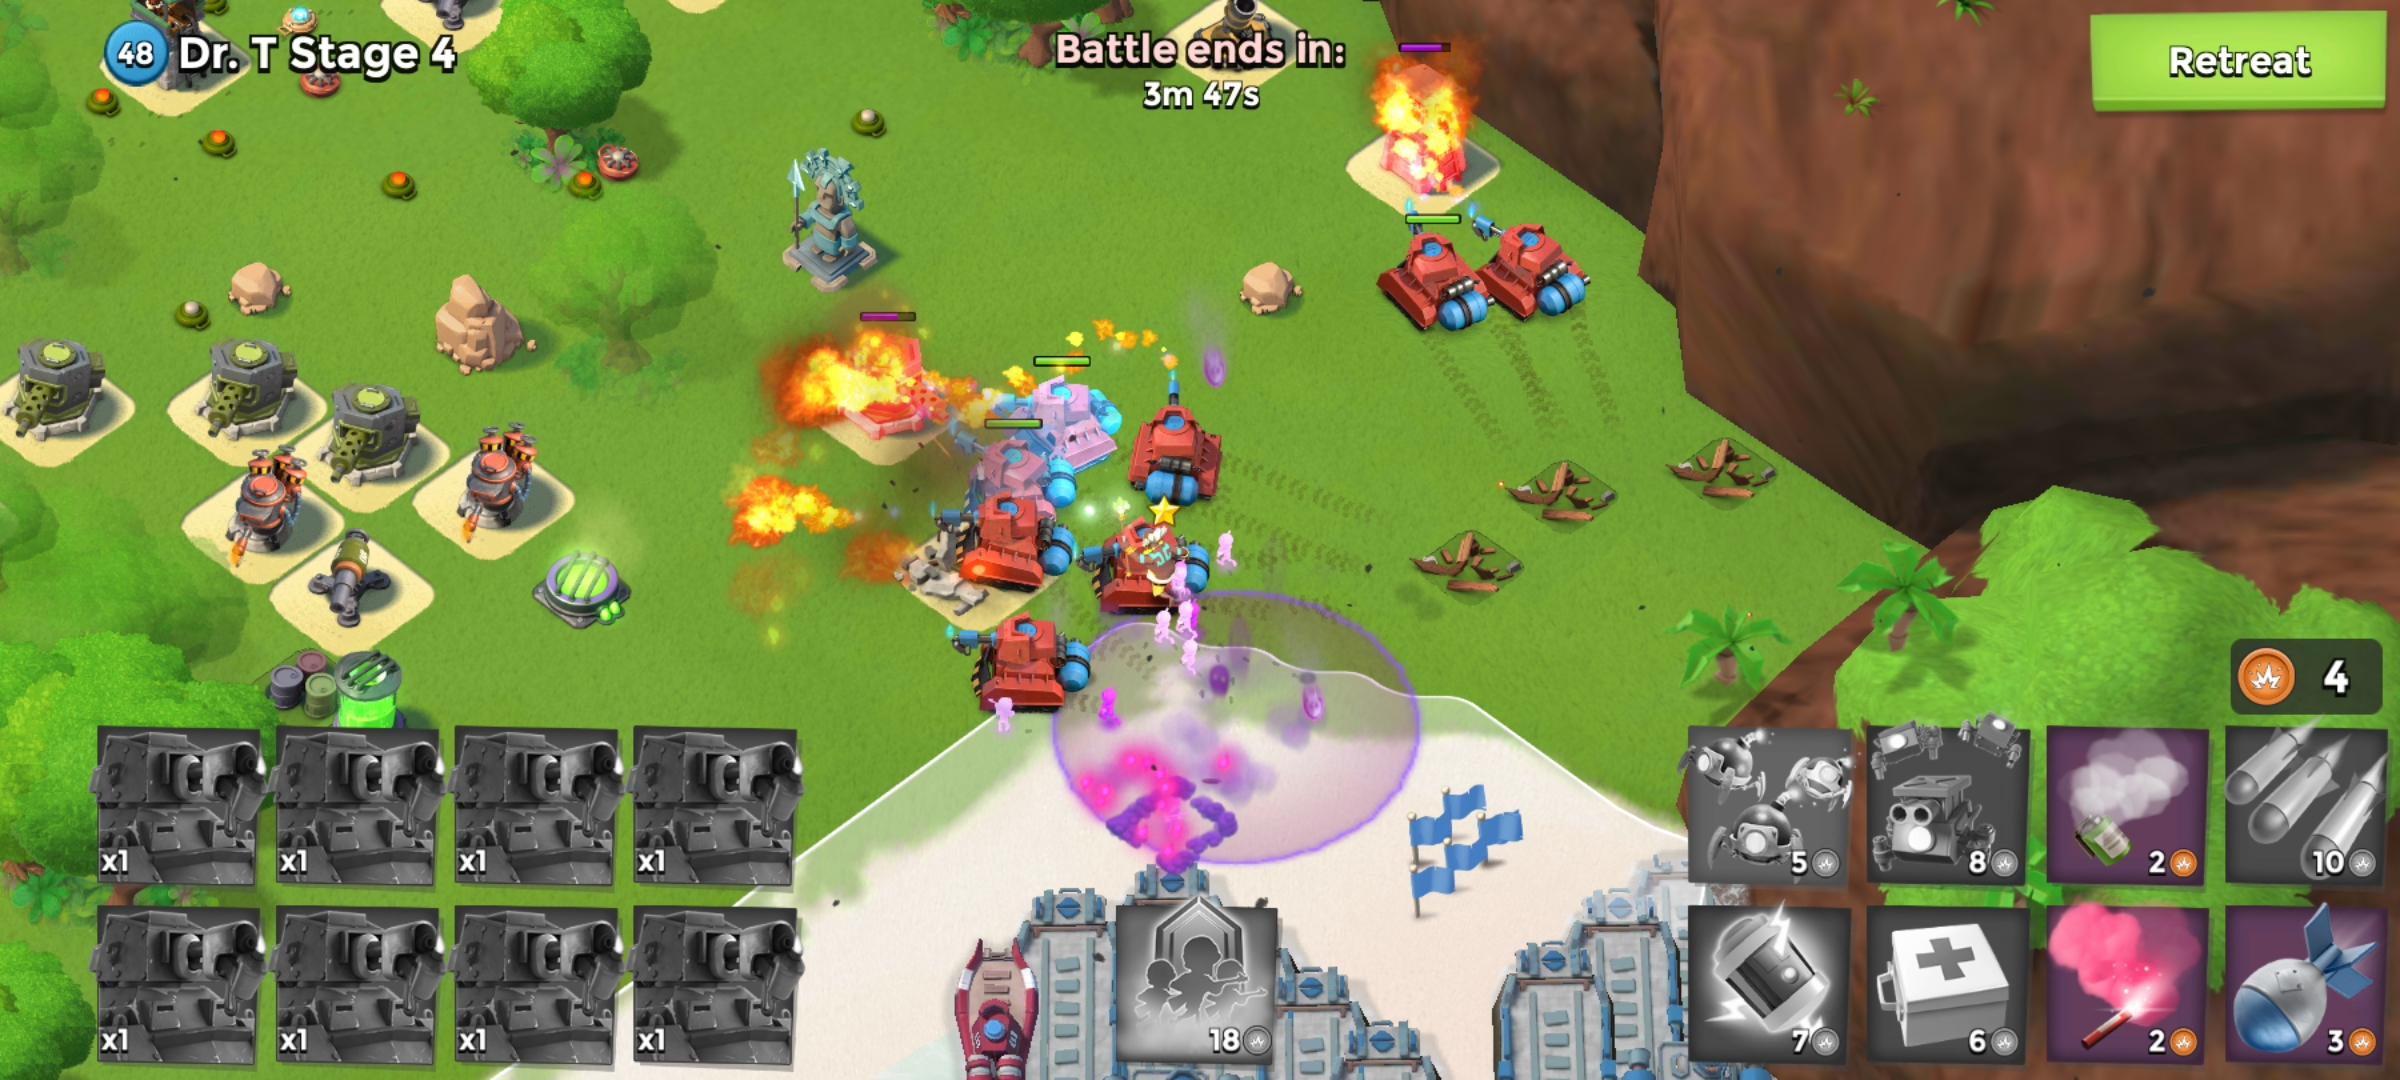 48 Dr. T Stage 4
Battle ends in:
3m 47s
Retreat
4
x1 x1 x1 x1
5 8 2 10
x1 x1 x1 x1
18
7 6 2 3